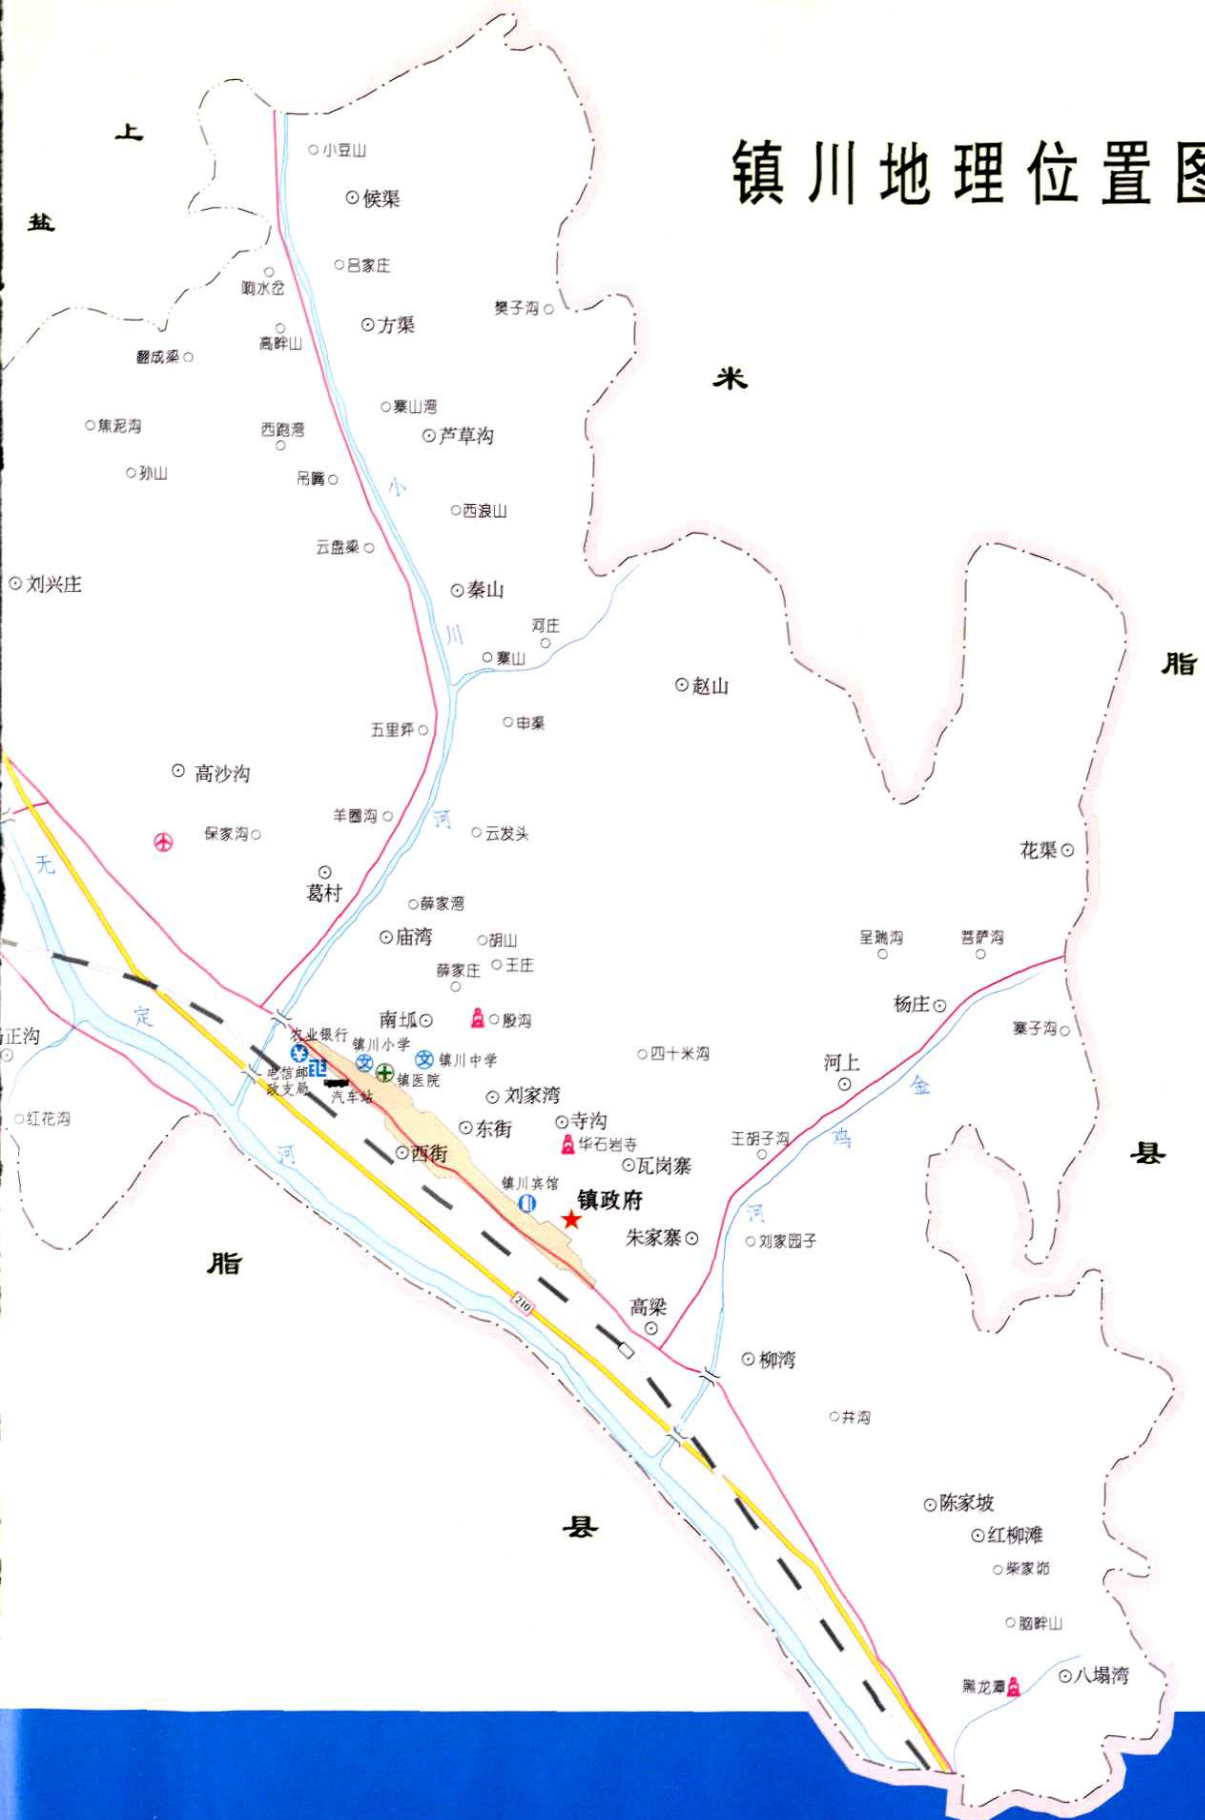 镇川地理位置图
上
盐
小豆山
候渠
吕家庄
响水岔
樊子沟
方渠
高畔山
翻成梁
米
寨山湾
焦泥沟
西跑湾
芦草沟
孙山
吊嘴
小
西浪山
云盘梁
刘兴庄
秦山
河庄
川
寨山
脂
赵山
申渠
五里坪
高沙沟
羊圈沟
河
保家沟
云发头
花渠
无
葛村
薛家湾
庙湾
胡山
呈瑞沟
菩萨沟
王庄
薛家庄
杨庄
定
南坬
殷沟
寨子沟
正沟
农业银行
镇川小学
镇川中学
四十米沟
河上
电信邮
政支局
镇医院
金
汽车站
刘家湾
红花沟
东街
寺沟
鸡
王胡子沟
华石岩寺
河
西街
瓦岗寨
县
镇川宾馆
镇政府
河
朱家寨
刘家园子
脂
210
高梁
柳湾
井沟
陈家坡
县
红柳滩
柴家峁
脑畔山
八塌湾
黑龙潭